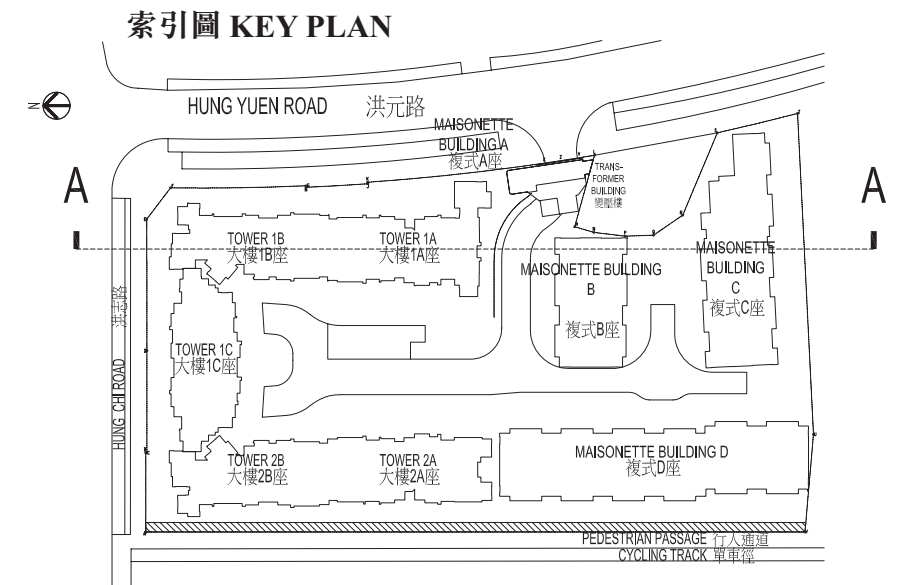 索引圖 KEY PLAN
N
HUNG YUEN ROAD 洪元路
MAISONETTE
BUILDING A
複式A座
TRANS-
FORMER
BUILDING
變壓樓
A
A
TOWER 1B
大樓1B座
TOWER 1A
大樓1A座
MAISONETTE BUILDING
B
複式B座
MAISONETTE
BUILDING
C
複式C座
洪志路
HUNG CHI ROAD
TOWER 1C
大樓1C座
TOWER 2B
大樓2B座
TOWER 2A
大樓2A座
MAISONETTE BUILDING D
複式D座
PEDESTRIAN PASSAGE 行人通道
CYCLING TRACK 單車徑